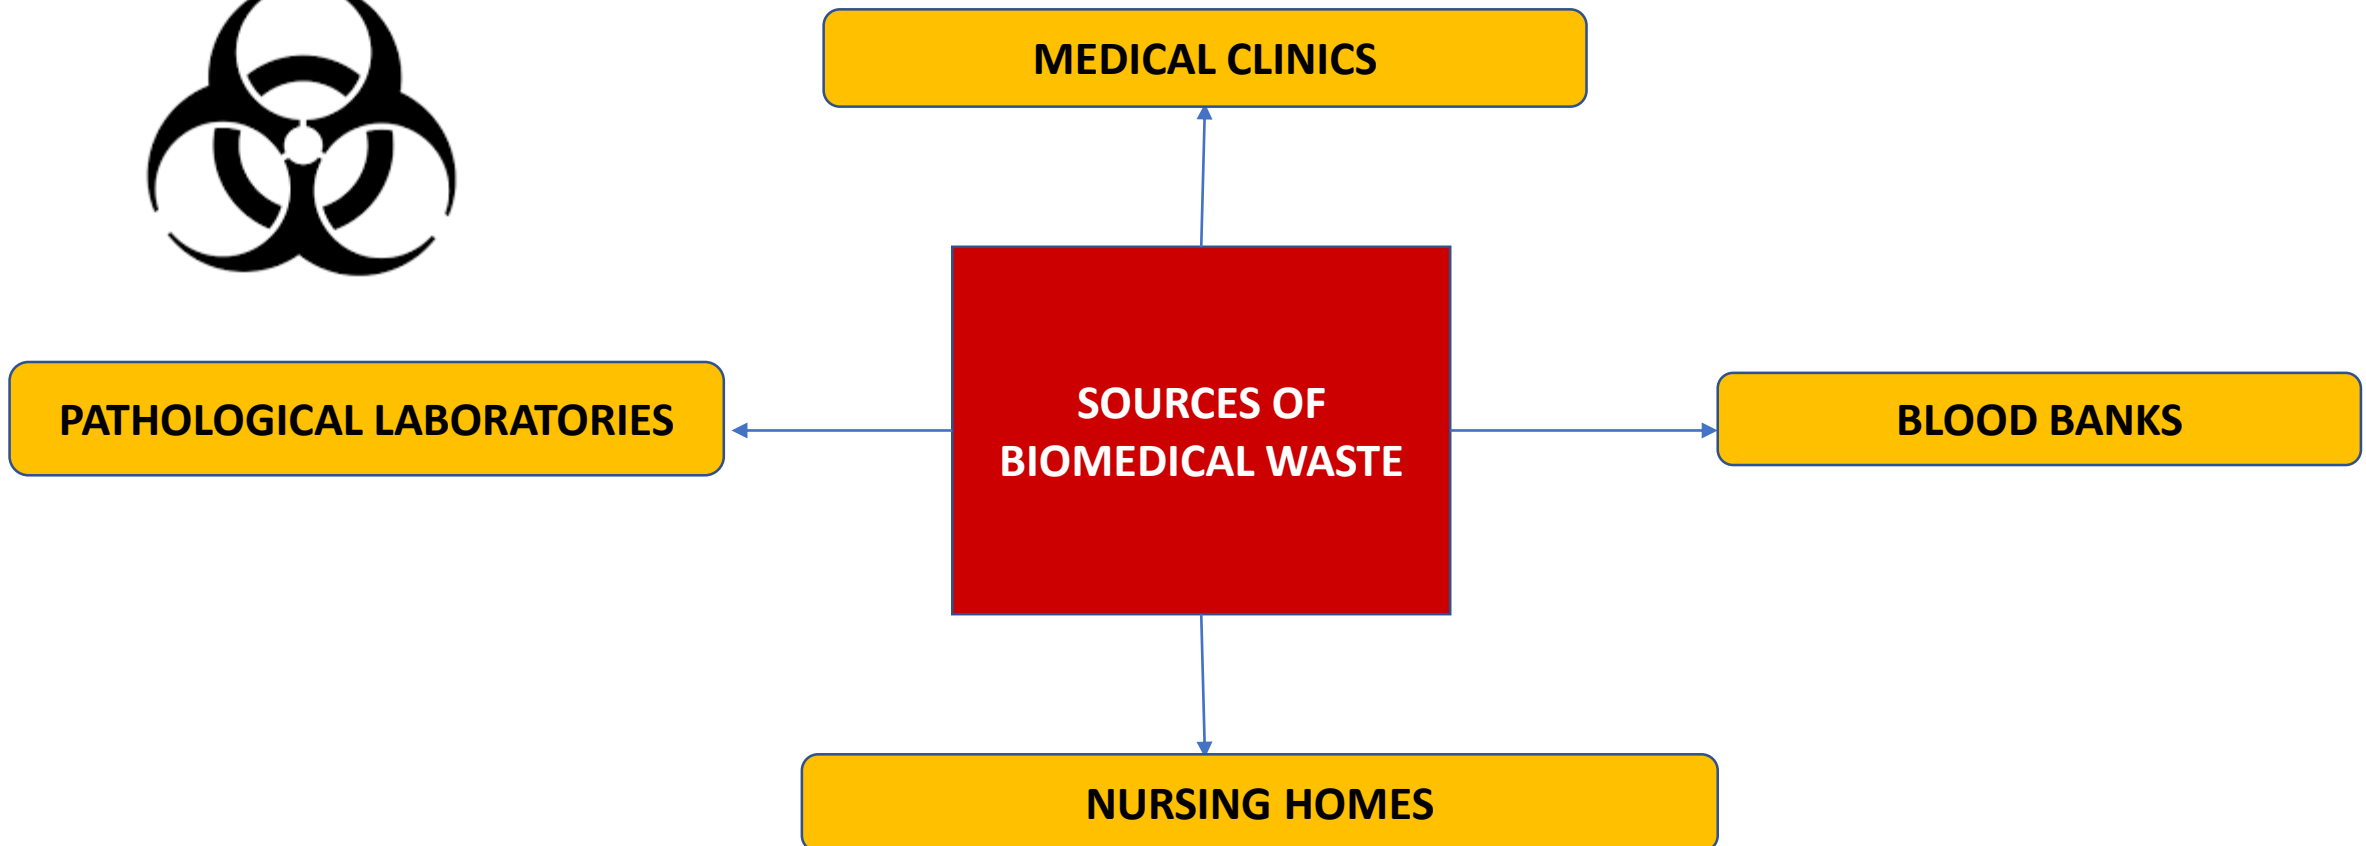 MEDICAL CLINICS
PATHOLOGICAL LABORATORIES
SOURCES OF
BIOMEDICAL WASTE
BLOOD BANKS
NURSING HOMES